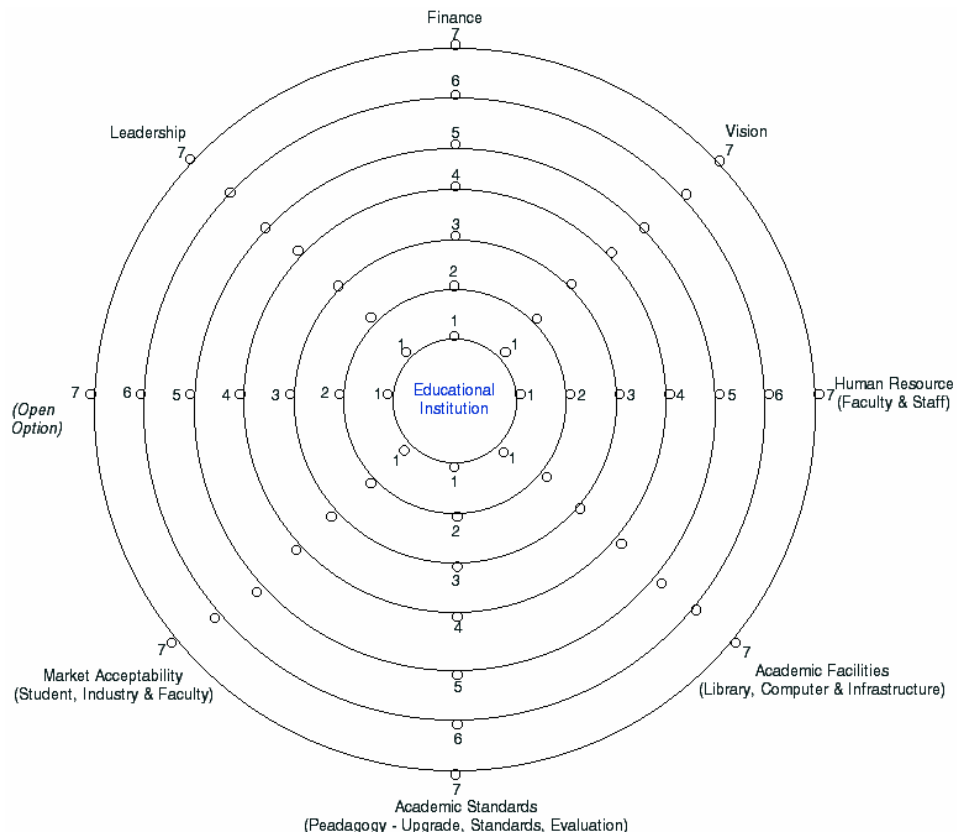 Finance
7
6
Leadership
7
Vision
7
5
4
3
2
1
1 1
7 6 5 4 3 2 1 Educational Institution 1 2 3 4 5 6 7
(Open
Option)
Human Resource
(Faculty & Staff)
1 1
1
2
3
4
5
6
7
7
Market Acceptability
(Student, Industry & Faculty)
7
Academic Facilities
(Library, Computer & Infrastructure)
Academic Standards
(Peadagogy - Upgrade, Standards, Evaluation)